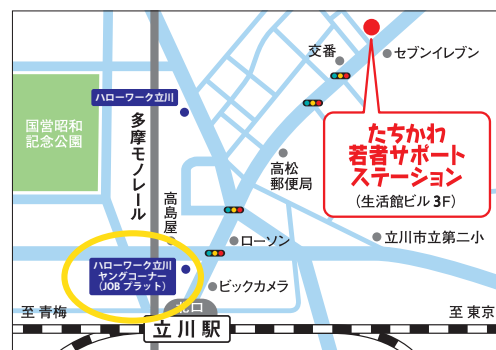 交番
セブンイレブン
ハローワーク立川
国営昭和
記念公園
多摩モノレール
たちかわ
若者サポート
ステーション
(生活館ビル 3F)
高松
郵便局
高島屋
ローソン
立川市立第二小
ハローワーク立川
ヤングコーナー
(JOBプラット)
ビックカメラ
北口
至 青梅
立川駅
至 東京